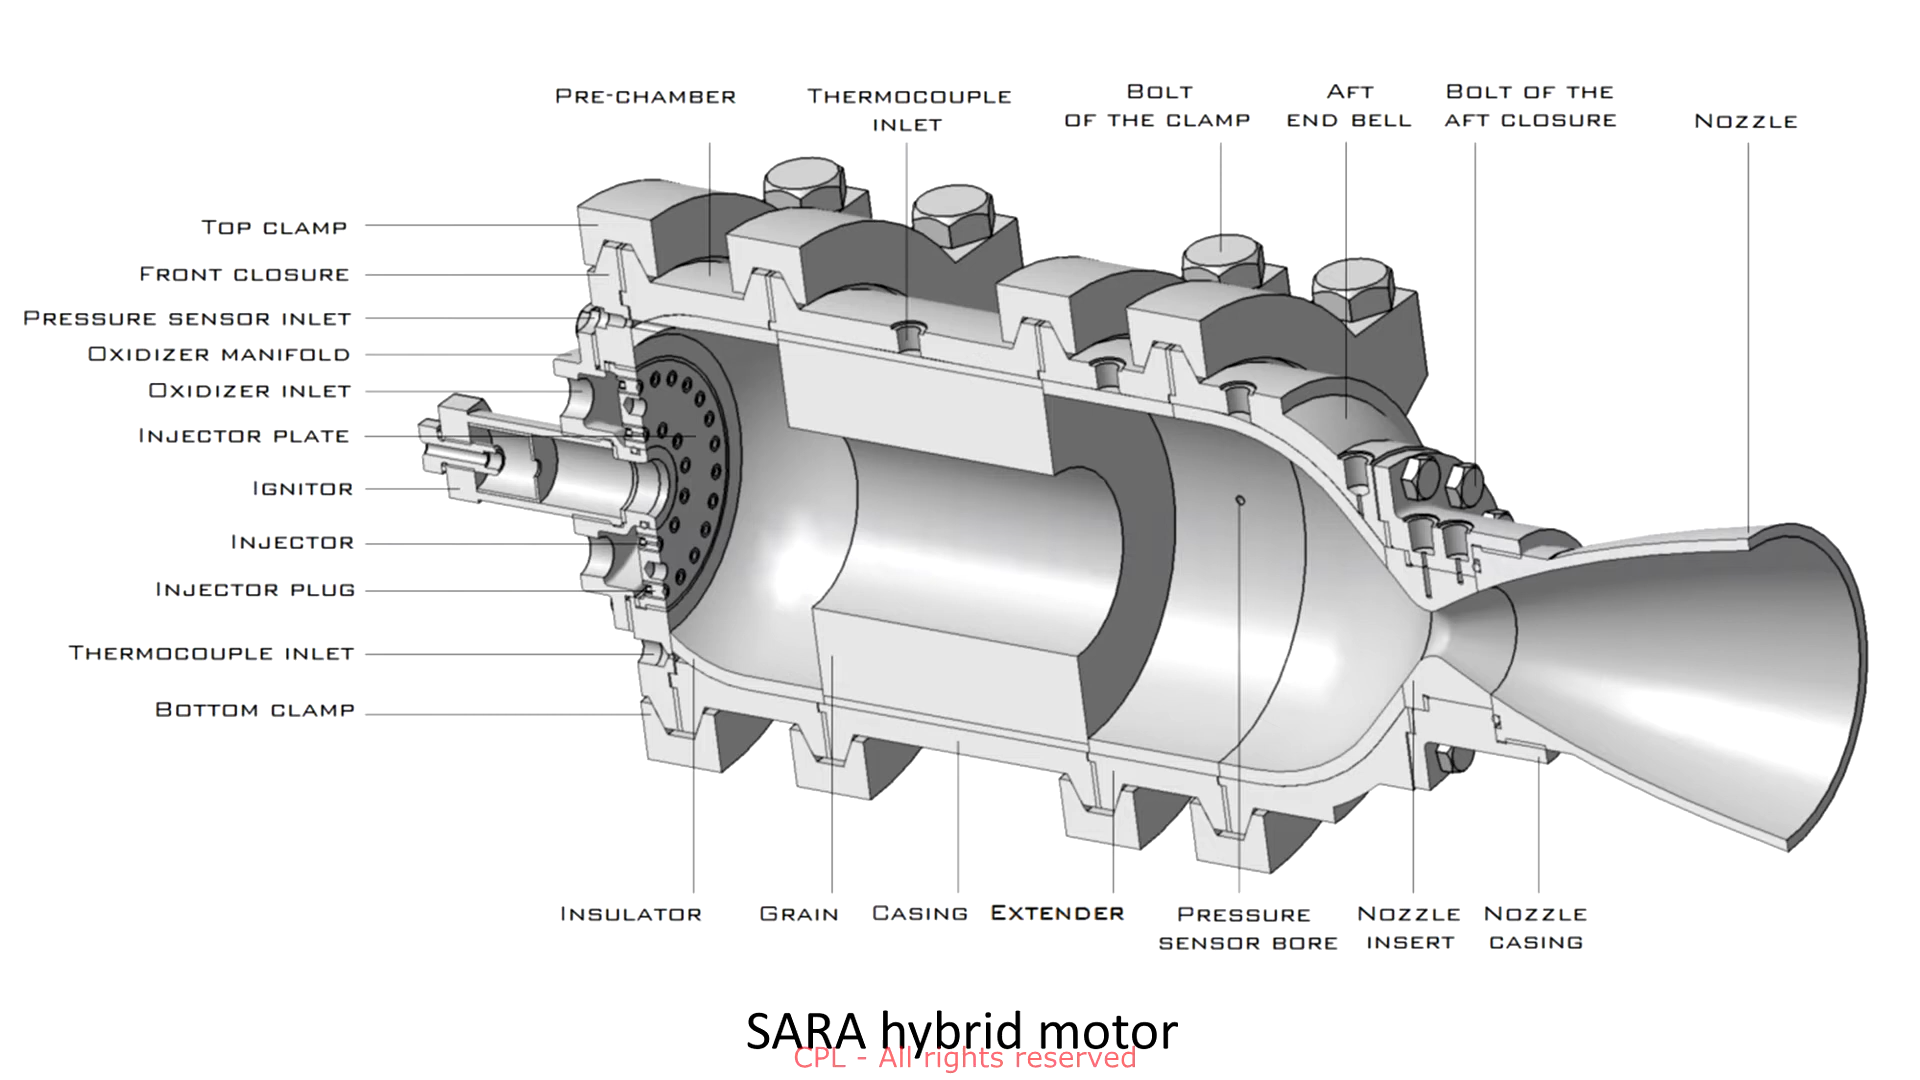 PRE-CHAMBER
THERMOCOUPLE
INLET
BOLT
OF THE CLAMP
AFT
END BELL
BOLT OF THE
AFT CLOSURE
NOZZLE
TOP CLAMP
FRONT CLOSURE
PRESSURE SENSOR INLET
OXIDIZER MANIFOLD
OXIDIZER INLET
INJECTOR PLATE
IGNITOR
INJECTOR
INJECTOR PLUG
THERMOCOUPLE INLET
BOTTOM CLAMP
INSULATOR
GRAIN
CASING
EXTENDER
PRESSURE
SENSOR BORE
NOZZLE
INSERT
NOZZLE
CASING
SARA hybrid motor
CPL - All rights reserved